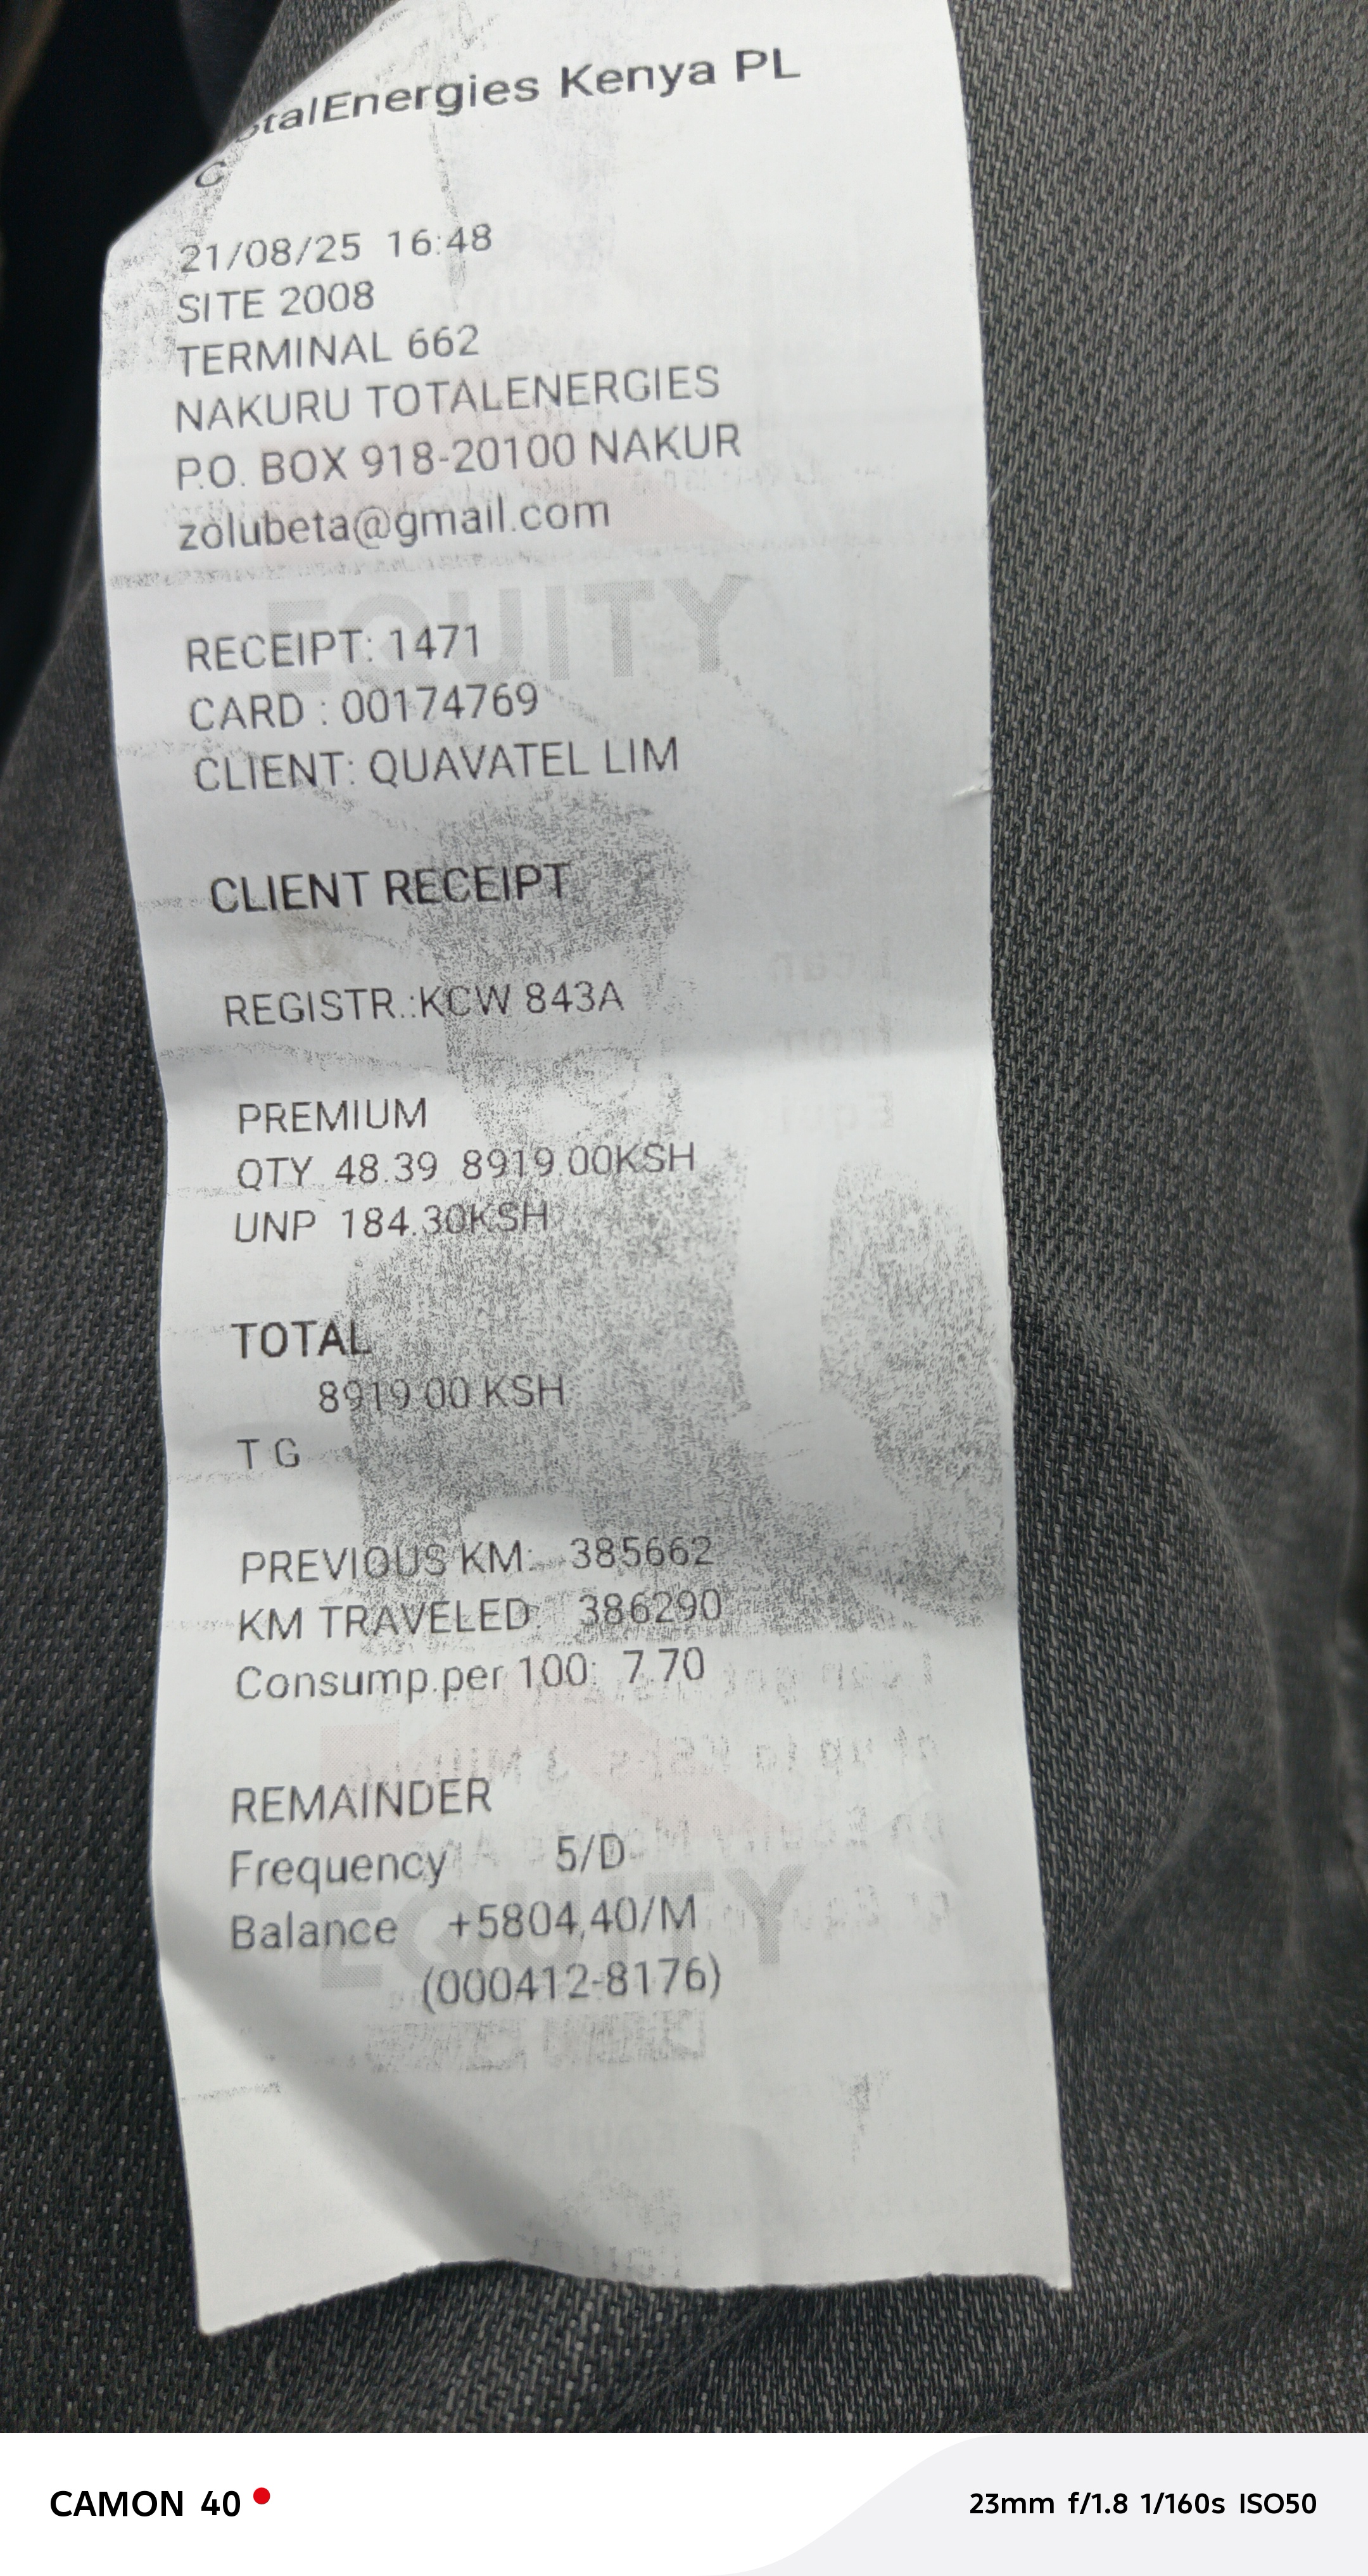 talEnergies Kenya PL
C
21/08/25 16:48
SITE 2008
TERMINAL 662
NAKURU TOTALENERGIES
P.O. BOX 918-20100 NAKUR
zolubeta@gmail.com
EQUITY
RECEIPT: 1471
CARD : 00174769
CLIENT: QUAVATEL LIM
CLIENT RECEIPT
REGISTR.:KCW 843A
PREMIUM
QTY 48.39 8919.00KSH
UNP 184.30KSH
TOTAL
8919.00 KSH
T G
PREVIOUS KM: 385662
KM TRAVELED: 386290
Consump.per 100: 7.70
REMAINDER
Frequency 5/D
Balance +5804,40/M
EQUITY
(000412-8176)
CAMON 40
23mm f/1.8 1/160s ISO50